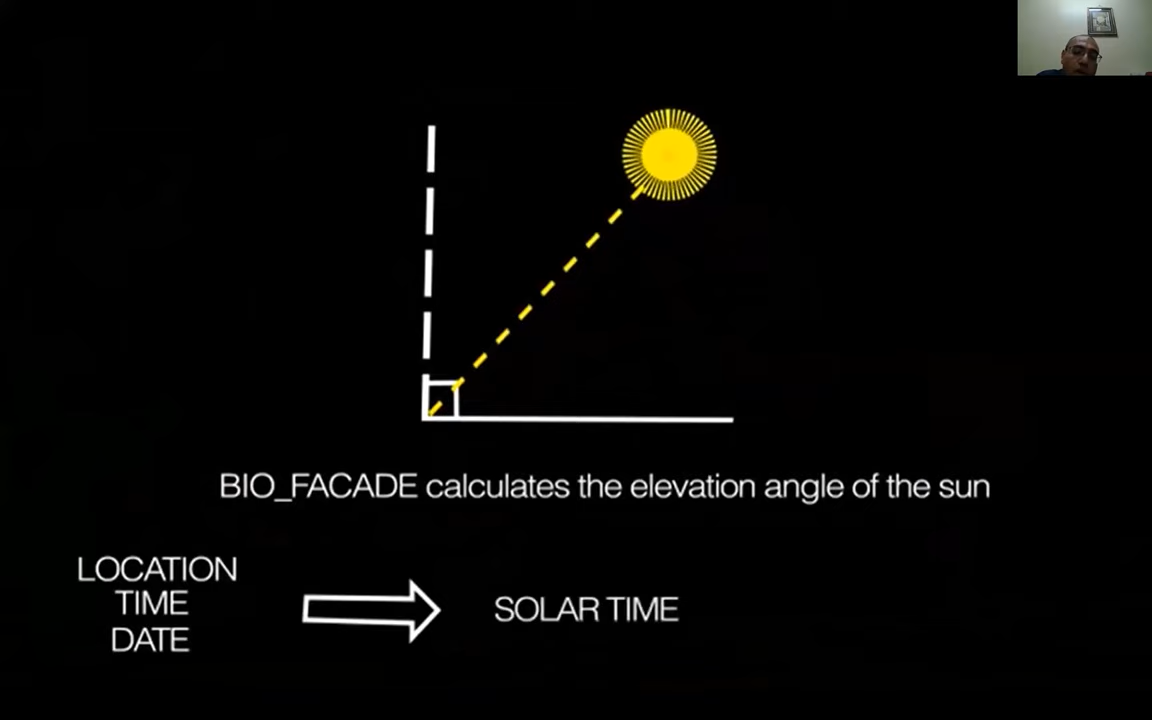 BIO_FACADE calculates the elevation angle of the sun
LOCATION
TIME
DATE
SOLAR TIME